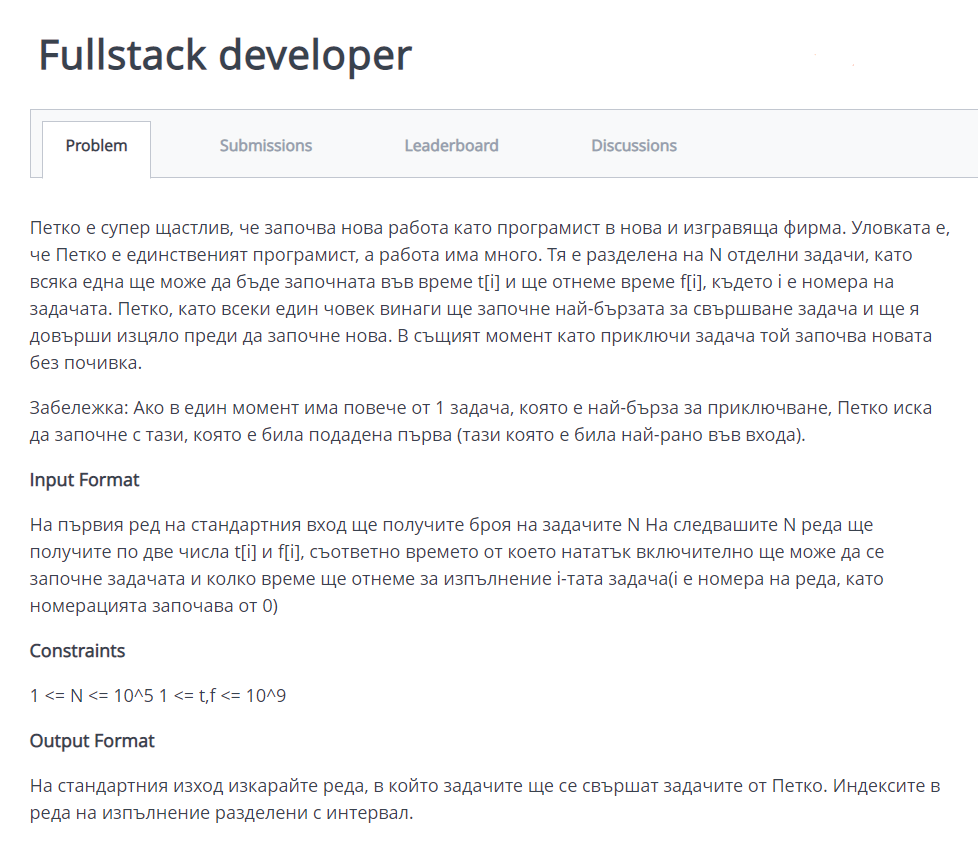 Fullstack developer
Problem
Submissions
Leaderboard
Discussions
Петко е супер щастлив, че започва нова работа като програмист в нова и изгравяща фирма. Уловката е,
че Петко е единственият програмист, а работа има много. Тя е разделена на N отделни задачи, като
всяка една ще може да бъде започната във време t[i] и ще отнеме време f[i], където i е номера на
задачата. Петко, като всеки един човек винаги ще започне най-бързата за свършване задача и ще я
довърши изцяло преди да започне нова. В същият момент като приключи задача той започва новата
без почивка.
Забележка: Ако в един момент има повече от 1 задача, която е най-бърза за приключване, Петко иска
да започне с тази, която е била подадена първа (тази която е била най-рано във входа).
Input Format
На първия ред на стандартния вход ще получите броя на задачите N На следващите N реда ще
получите по две числа t[i] и f[i], съответно времето от което нататък включително ще може да се
започне задачата и колко време ще отнеме за изпълнение i-тата задача(i е номера на реда, като
номерацията започава от 0)
Constraints
1 <= N <= 10^5 1 <= t,f <= 10^9
Output Format
На стандартния изход изкарайте реда, в който задачите ще се свършат задачите от Петко. Индексите в
реда на изпълнение разделени с интервал.